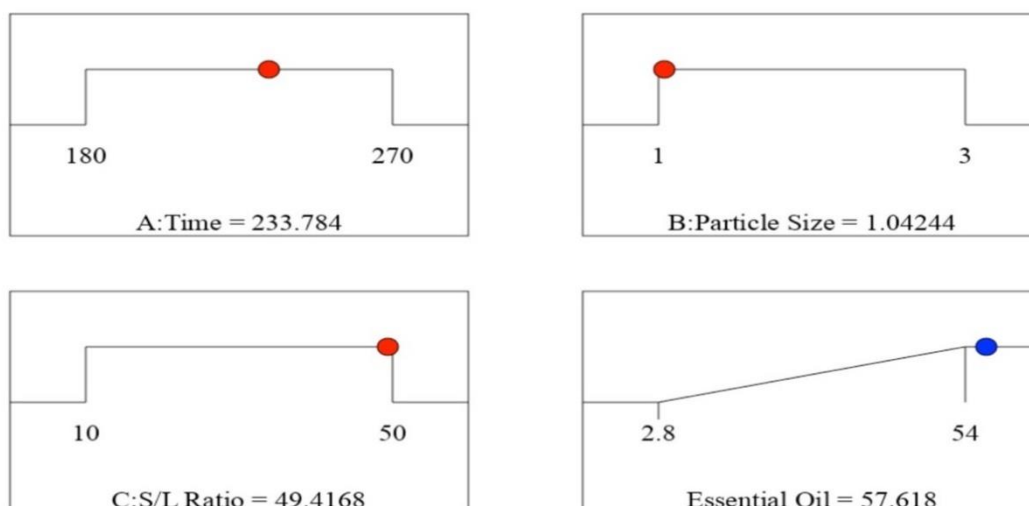 180 270
A:Time = 233.784
1 3
B:Particle Size = 1.04244
10 50
C:S/L Ratio = 49.4168
2.8 54
Essential Oil = 57.618